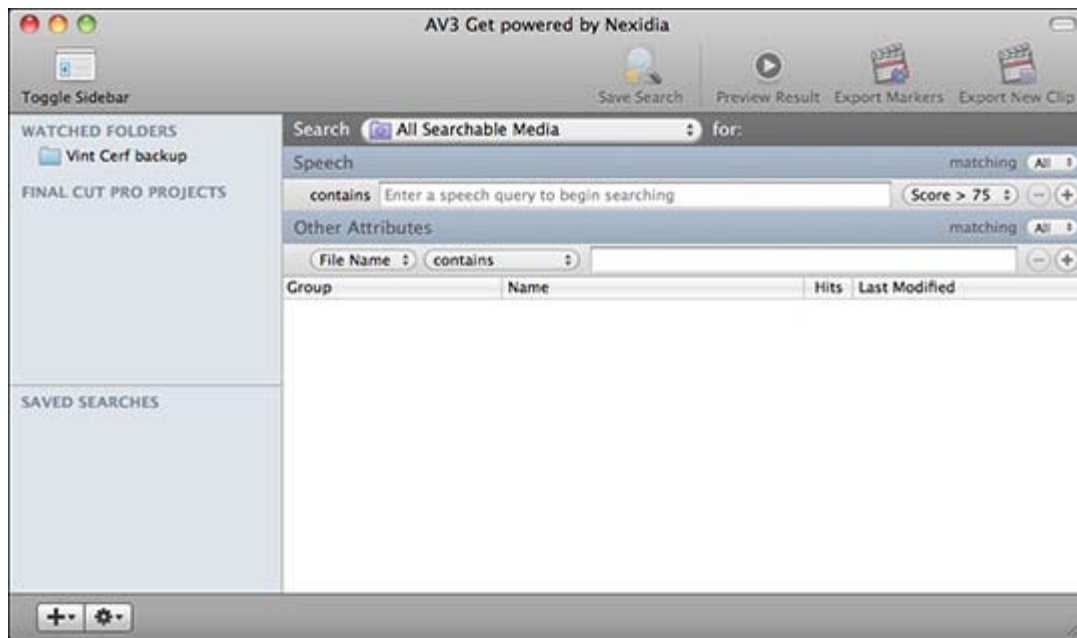 AV3 Get powered by Nexidia
Toggle Sidebar
Save Search
Preview Result
Export Markers
Export New Clip
WATCHED FOLDERS
Vint Cerf backup
FINAL CUT PRO PROJECTS
SAVED SEARCHES
Search All Searchable Media for:
Speech matching All
contains Enter a speech query to begin searching Score > 75
Other Attributes matching All
File Name contains
Group Name Hits Last Modified